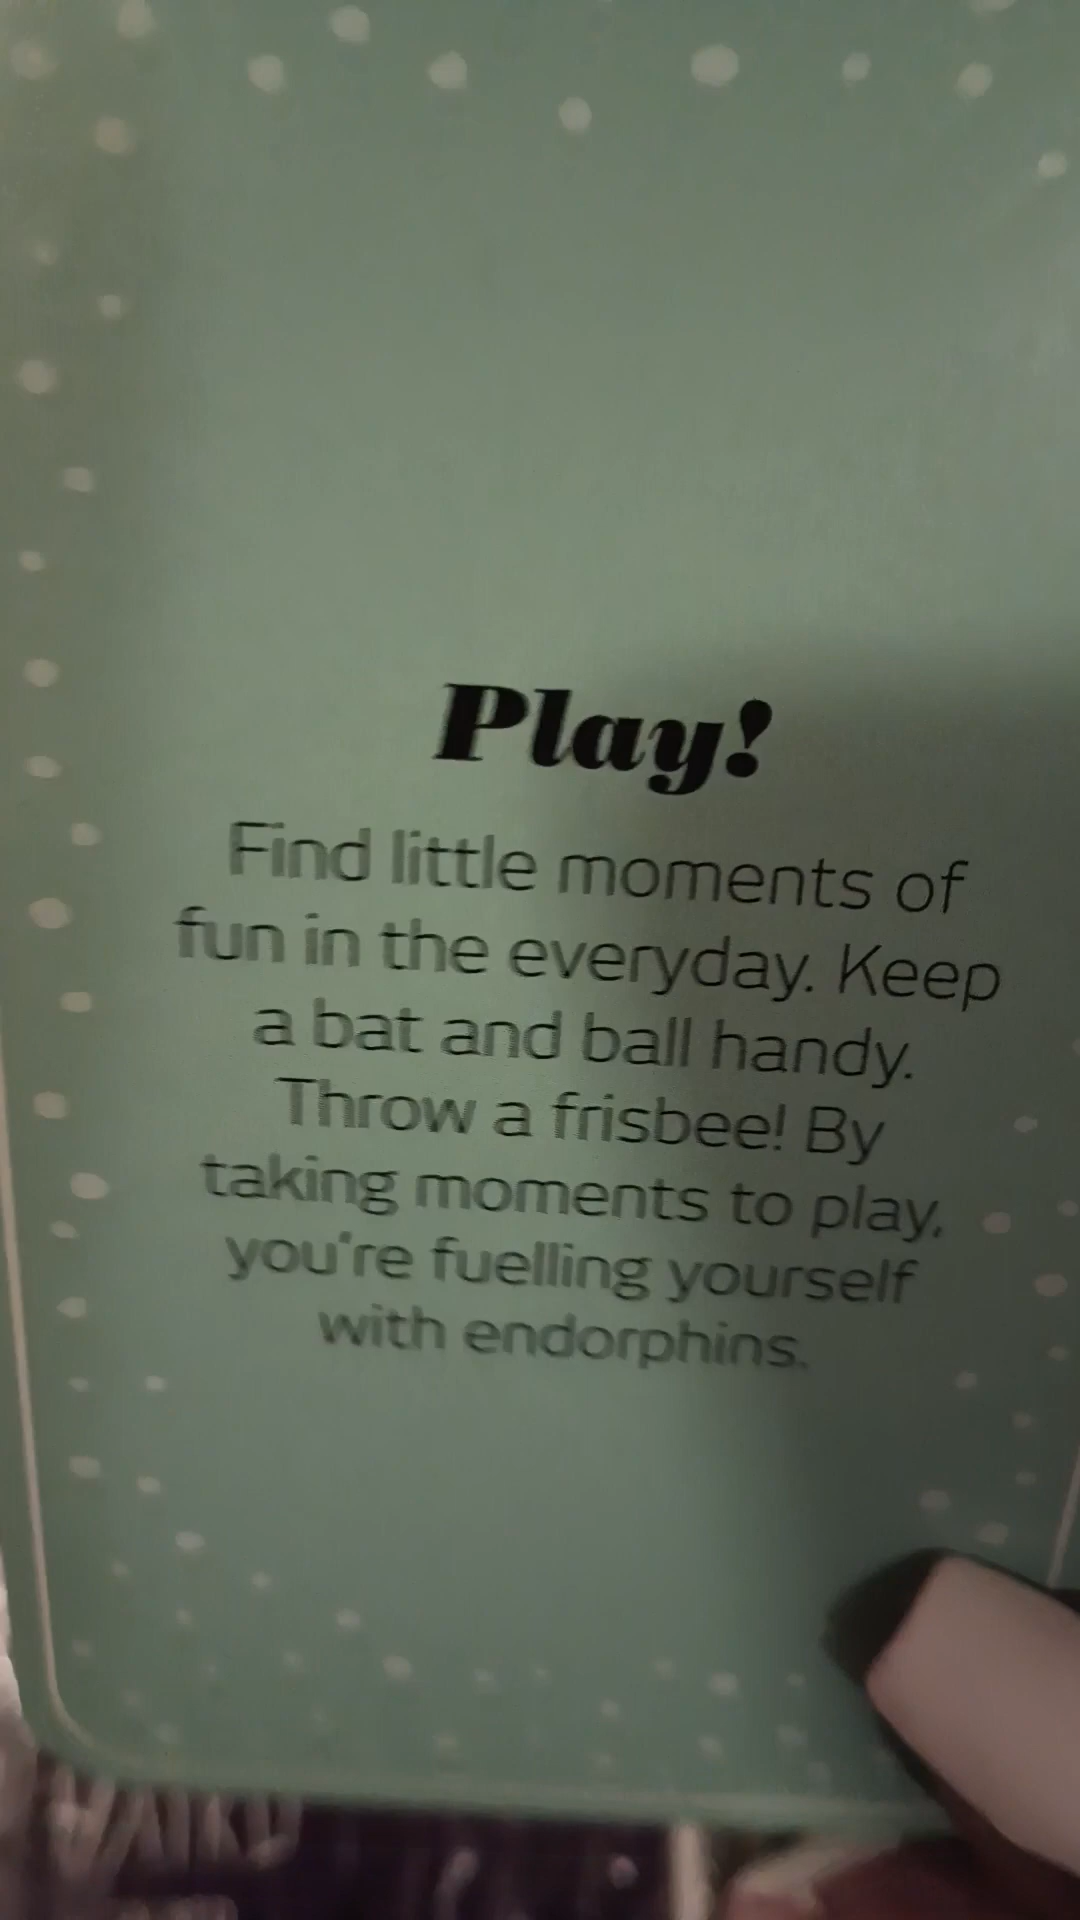 Play!
Find little moments of
fun in the everyday. Keep
a bat and ball handy.
Throw a frisbee! By
taking moments to play,
you're fuelling yourself
with endorphins.